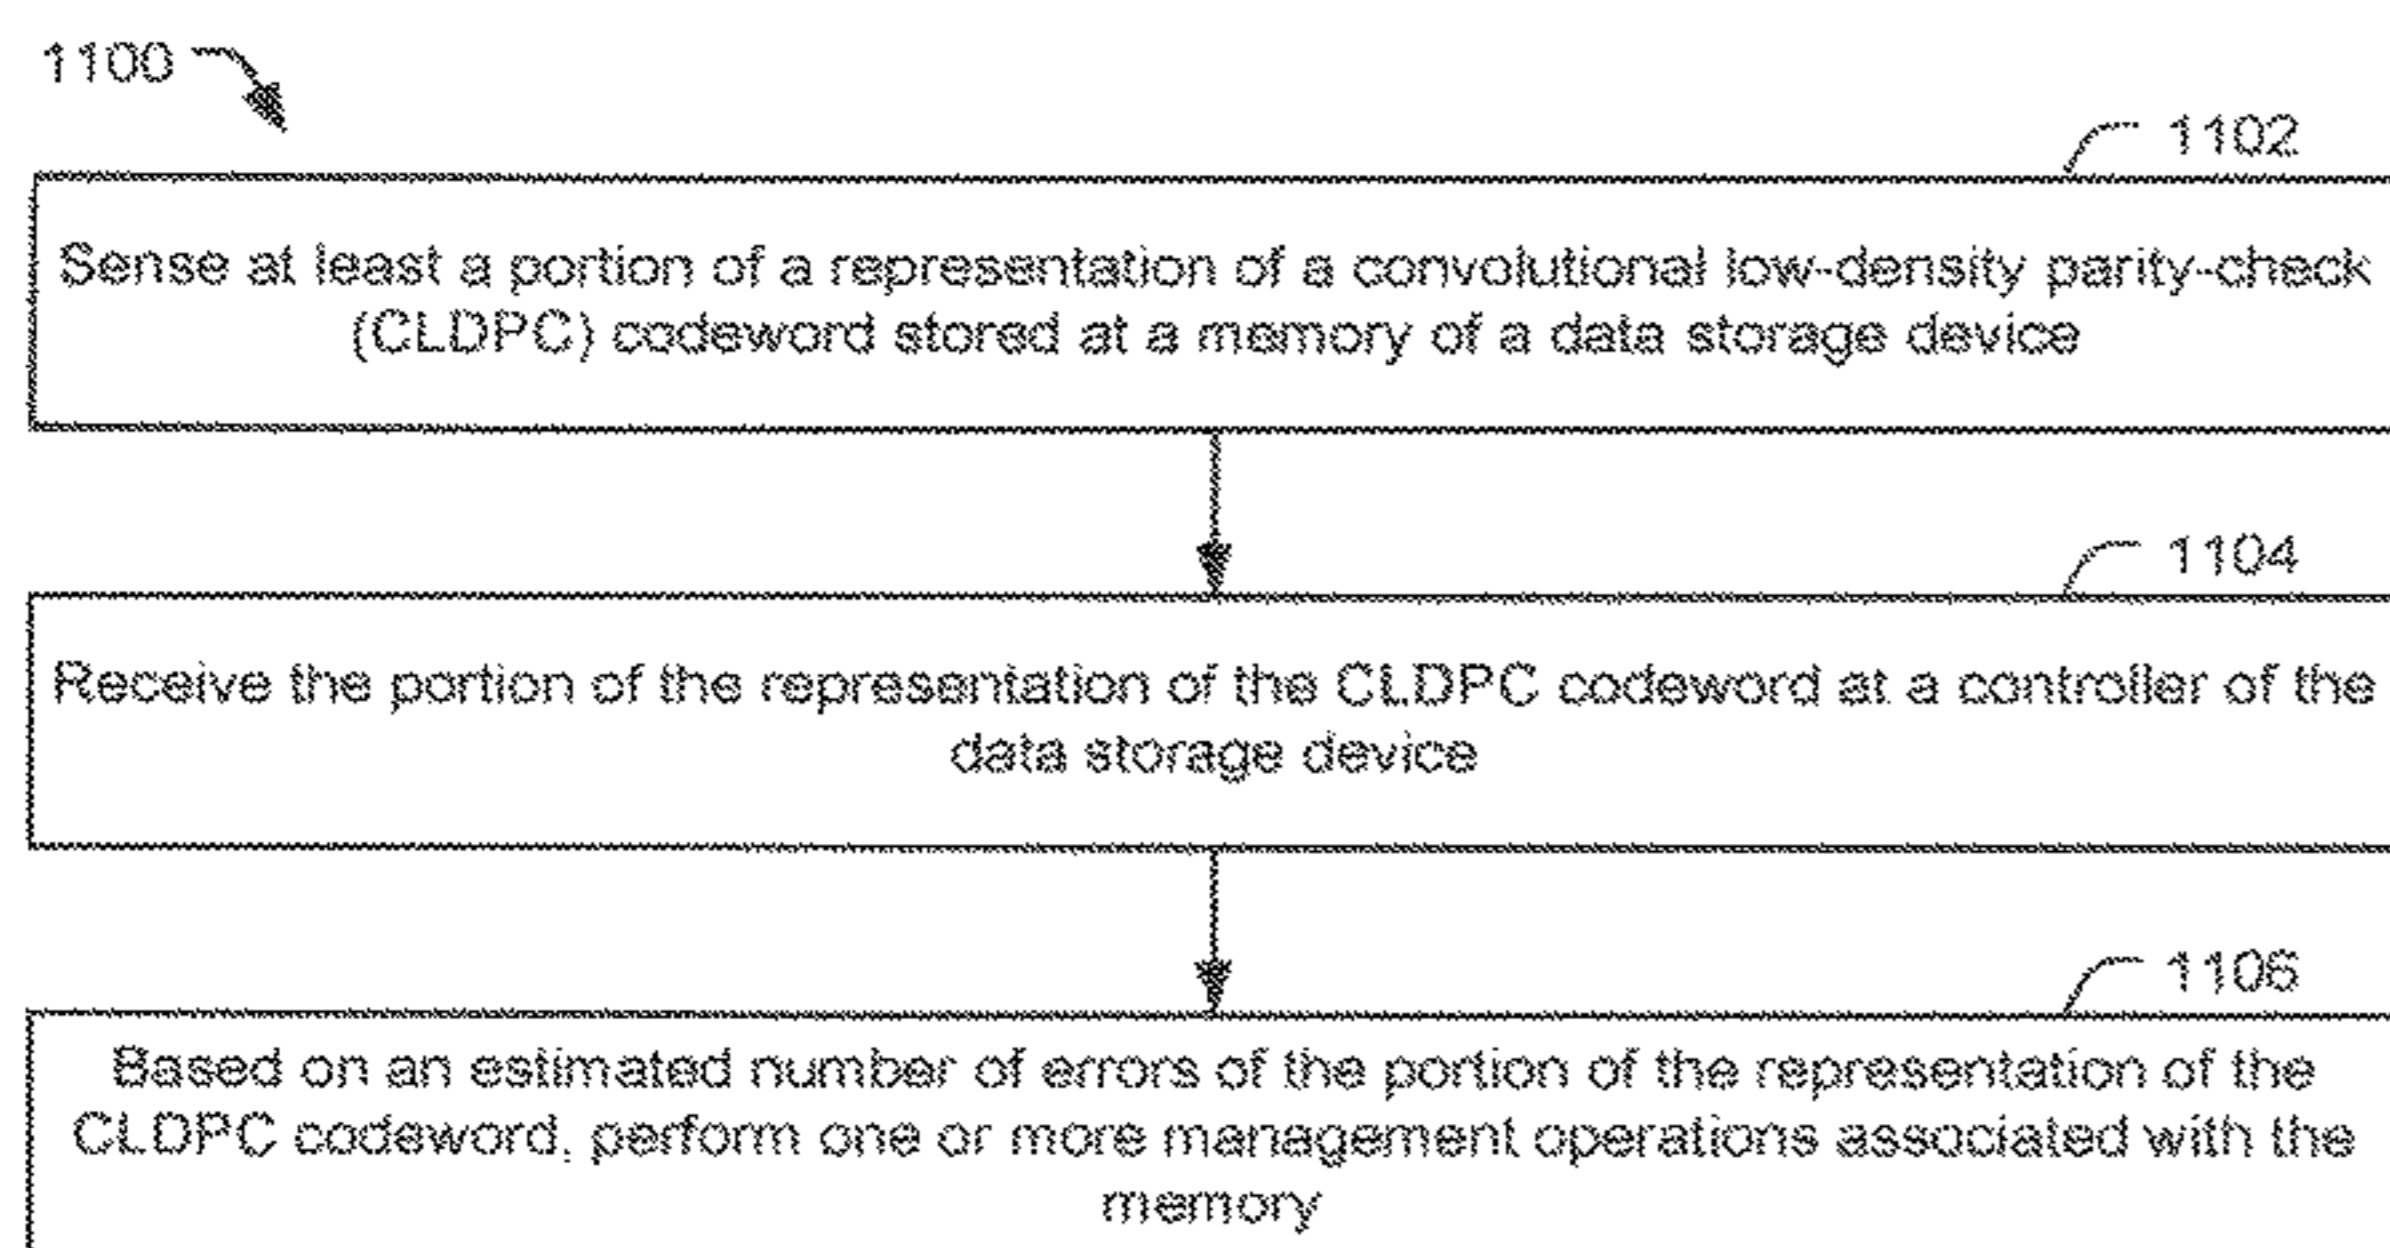 1100
1102
Sense at least a portion of a representation of a convolutional low-density parity-check
(CLDPC) codeword stored at a memory of a data storage device
1104
Receive the portion of the representation of the CLDPC codeword at a controller of the
data storage device
1106
Based on an estimated number of errors of the portion of the representation of the
CLDPC codeword, perform one or more management operations associated with the
memory